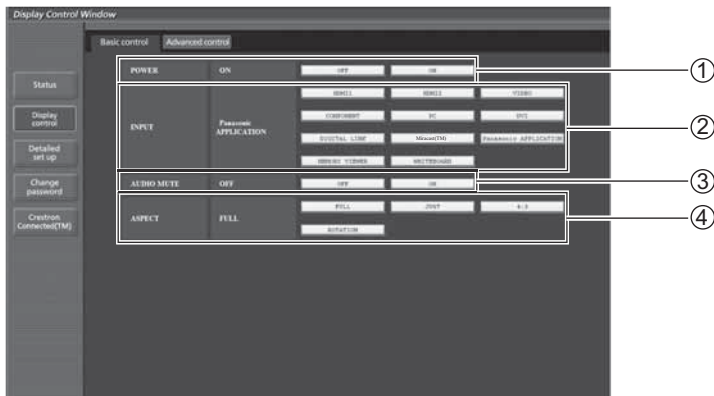 Display Control Window
Basic control Advanced control
Status
Display control
Detailed set up
Change password
Crestron Connected(TM)
POWER ON OFF ON
①
INPUT Panasonic APPLICATION
HDMI1 HDMI1 VIDEO
COMPONENT PC DVI
DIGITAL LINK Miracast(TM) Panasonic APPLICATION
MEMORY VIEWER WHITEBOARD
②
AUDIO MUTE OFF OFF ON
③
ASPECT FULL
FULL JUST 4:3
ROTATION
④